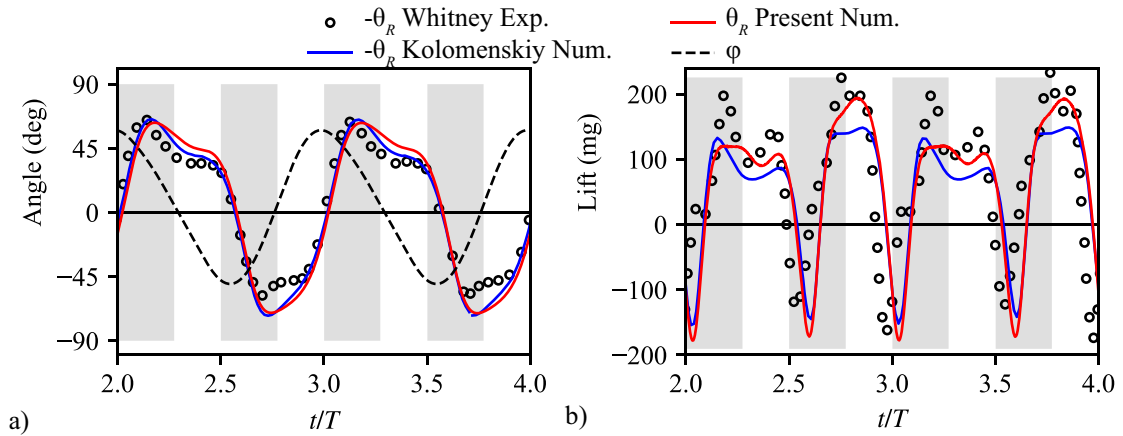 -θR Whitney Exp. θR Present Num.
-θR Kolomenskiy Num. φ
90
45
0
−45
−90
Angle (deg)
2.0 2.5 3.0 3.5 4.0
t/T
a)
200
100
0
−100
−200
Lift (mg)
2.0 2.5 3.0 3.5 4.0
t/T
b)